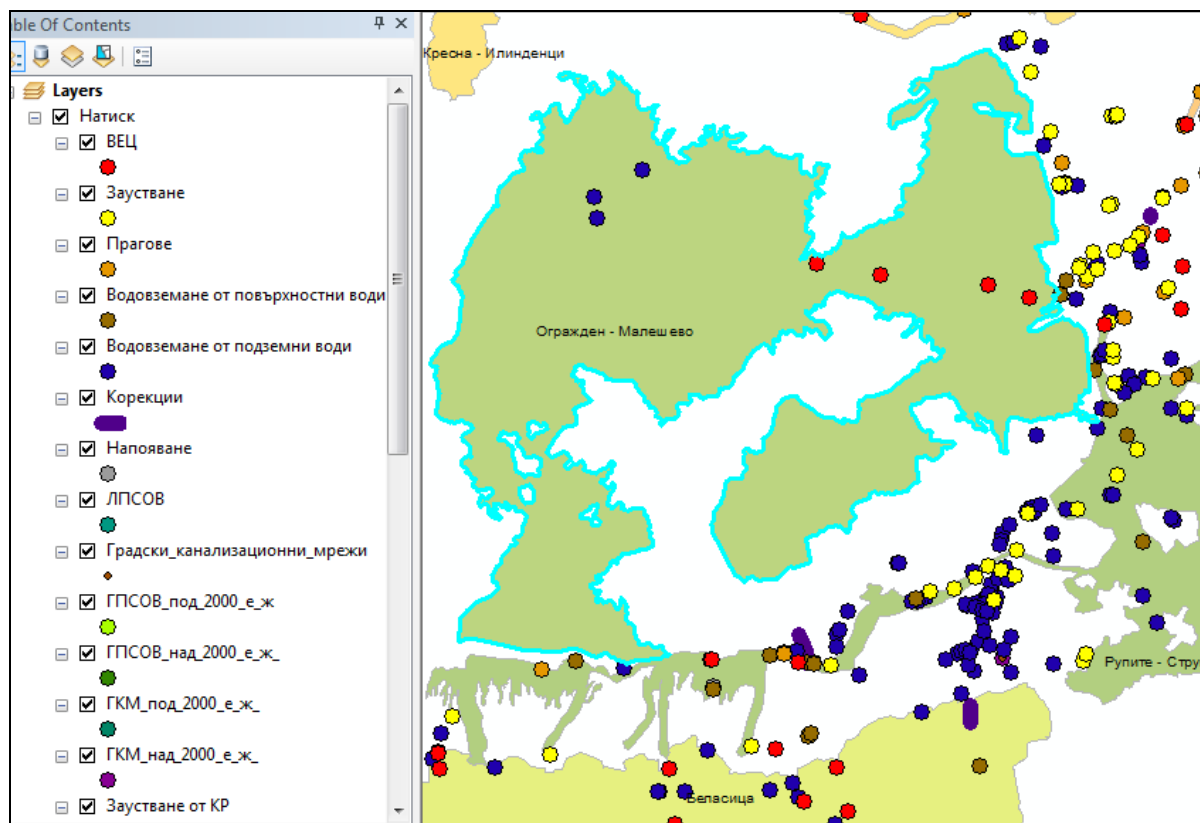 ble Of Contents
Layers
Натиск
ВЕЦ
Заустване
Прагове
Водовземане от повърхностни води
Водовземане от подземни води
Корекции
Напояване
ЛПСОВ
Градски_канализационни_мрежи
ГПСОВ_под_2000_е_ж
ГПСОВ_над_2000_е_ж_
ГКМ_под_2000_е_ж_
ГКМ_над_2000_е_ж_
Заустване от КР
Кресна - Илинденци
Огражден - Малешево
Рупите - Стру
Беласица